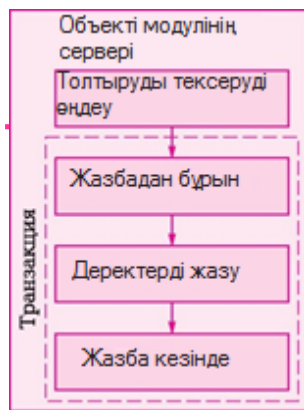 Объекті модулінің
сервері
Толтыруды тексеруді
өңдеу
Транзакция
Жазбадан бұрын
Деректерді жазу
Жазба кезінде